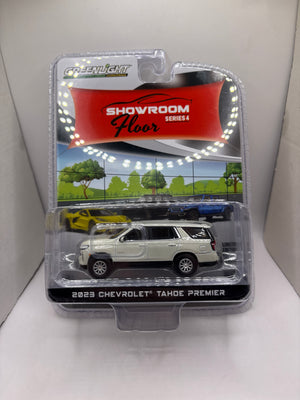 GREENLIGHT
SHOWROOM
Floor
SERIES 4
2023 CHEVROLET® TAHOE PREMIER